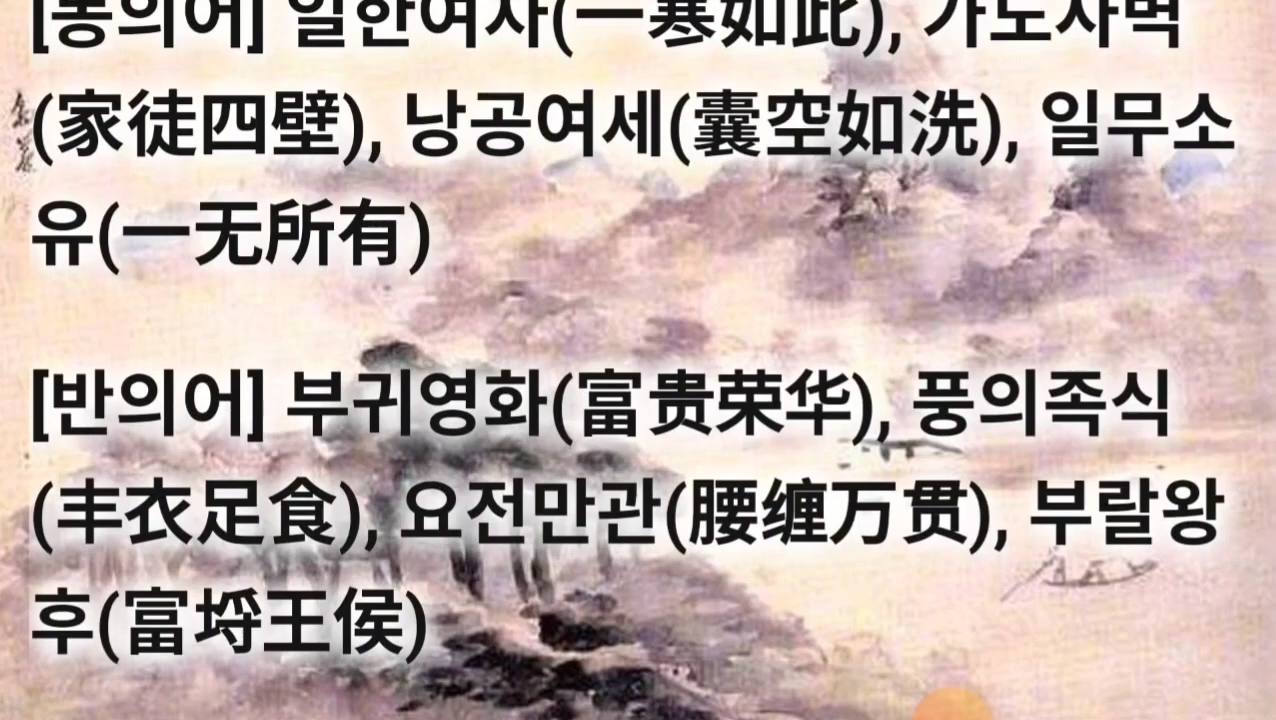 [동의어] 일한여차(一寒如此), 가도사벽
(家徒四壁), 낭공여세(囊空如洗), 일무소
유(一无所有)
[반의어] 부귀영화(富贵荣华), 풍의족식
(丰衣足食), 요전만관(腰缠万贯), 부랄왕
후(富埒王侯)